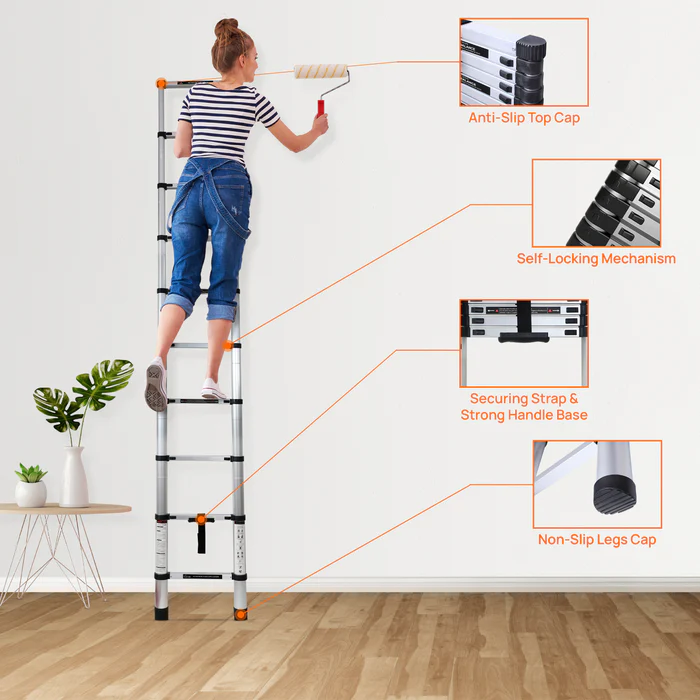 Anti-Slip Top Cap
Self-Locking Mechanism
Securing Strap &
Strong Handle Base
Non-Slip Legs Cap